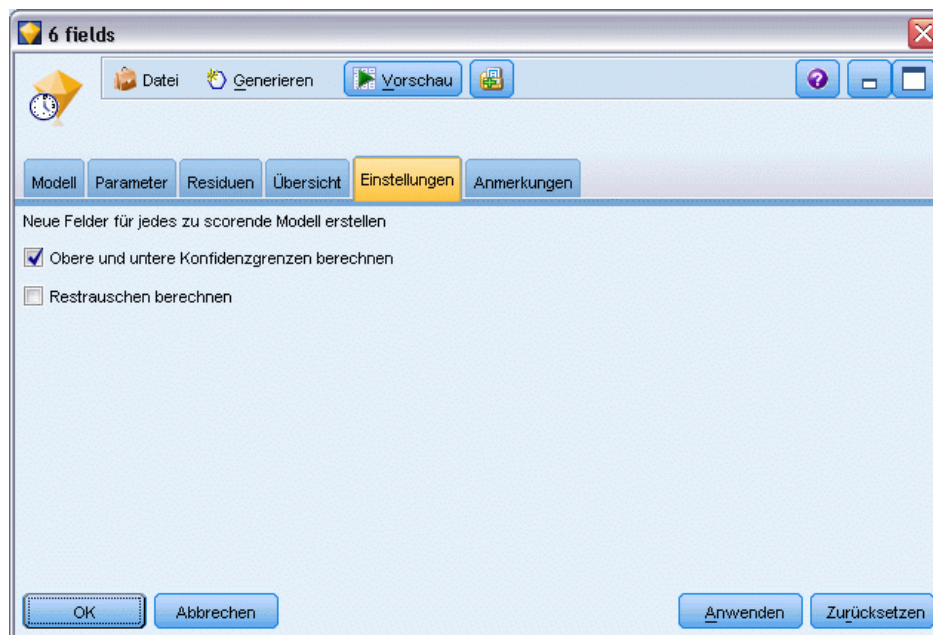 6 fields
Datei Generieren Vorschau
Modell Parameter Residuen Übersicht Einstellungen Anmerkungen
Neue Felder für jedes zu scorende Modell erstellen
Obere und untere Konfidenzgrenzen berechnen
Restrauschen berechnen
OK Abbrechen Anwenden Zurücksetzen